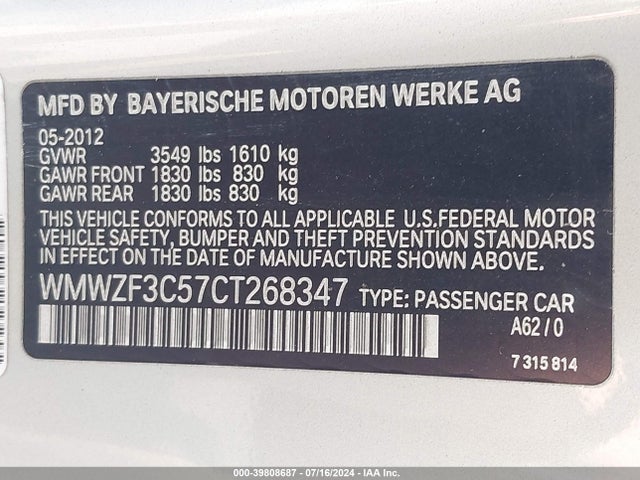 MFD BY BAYERISCHE MOTOREN WERKE AG
05-2012
GVWR 3549 lbs 1610 kg
GAWR FRONT 1830 lbs 830 kg
GAWR REAR 1830 lbs 830 kg
THIS VEHICLE CONFORMS TO ALL APPLICABLE U.S.FEDERAL MOTOR
VEHICLE SAFETY, BUMPER AND THEFT PREVENTION STANDARDS
IN EFFECT ON THE DATE OF MANUFACTURE SHOWN ABOVE.
WMWZF3C57CT268347 TYPE: PASSENGER CAR
A62/0
7 315 814
000-39808687 - 07/16/2024 - IAA Inc.